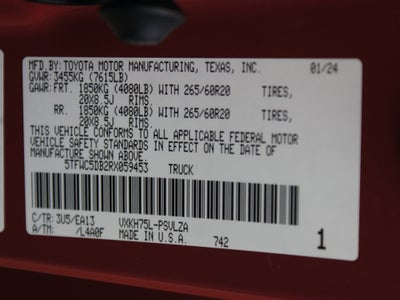 MFD.BY: TOYOTA MOTOR MANUFACTURING, TEXAS, INC. 01/24
GVWR: 3455KG (7615LB)
GAWR: FRT. 1850KG (4080LB) WITH 265/60R20 TIRES,
20X8.5J RIMS.
RR. 1850KG (4080LB) WITH 265/60R20 TIRES,
20X8.5J RIMS.
THIS VEHICLE CONFORMS TO ALL APPLICABLE FEDERAL MOTOR
VEHICLE SAFETY STANDARDS IN EFFECT ON THE DATE OF
MANUFACTURE SHOWN ABOVE.
5TFWC5DB2RX059453 TRUCK
C/TR: 3U5/EA13 VXKH75L-PSVLZA
A/TM: /L4A0F MADE IN U.S.A. 742 1